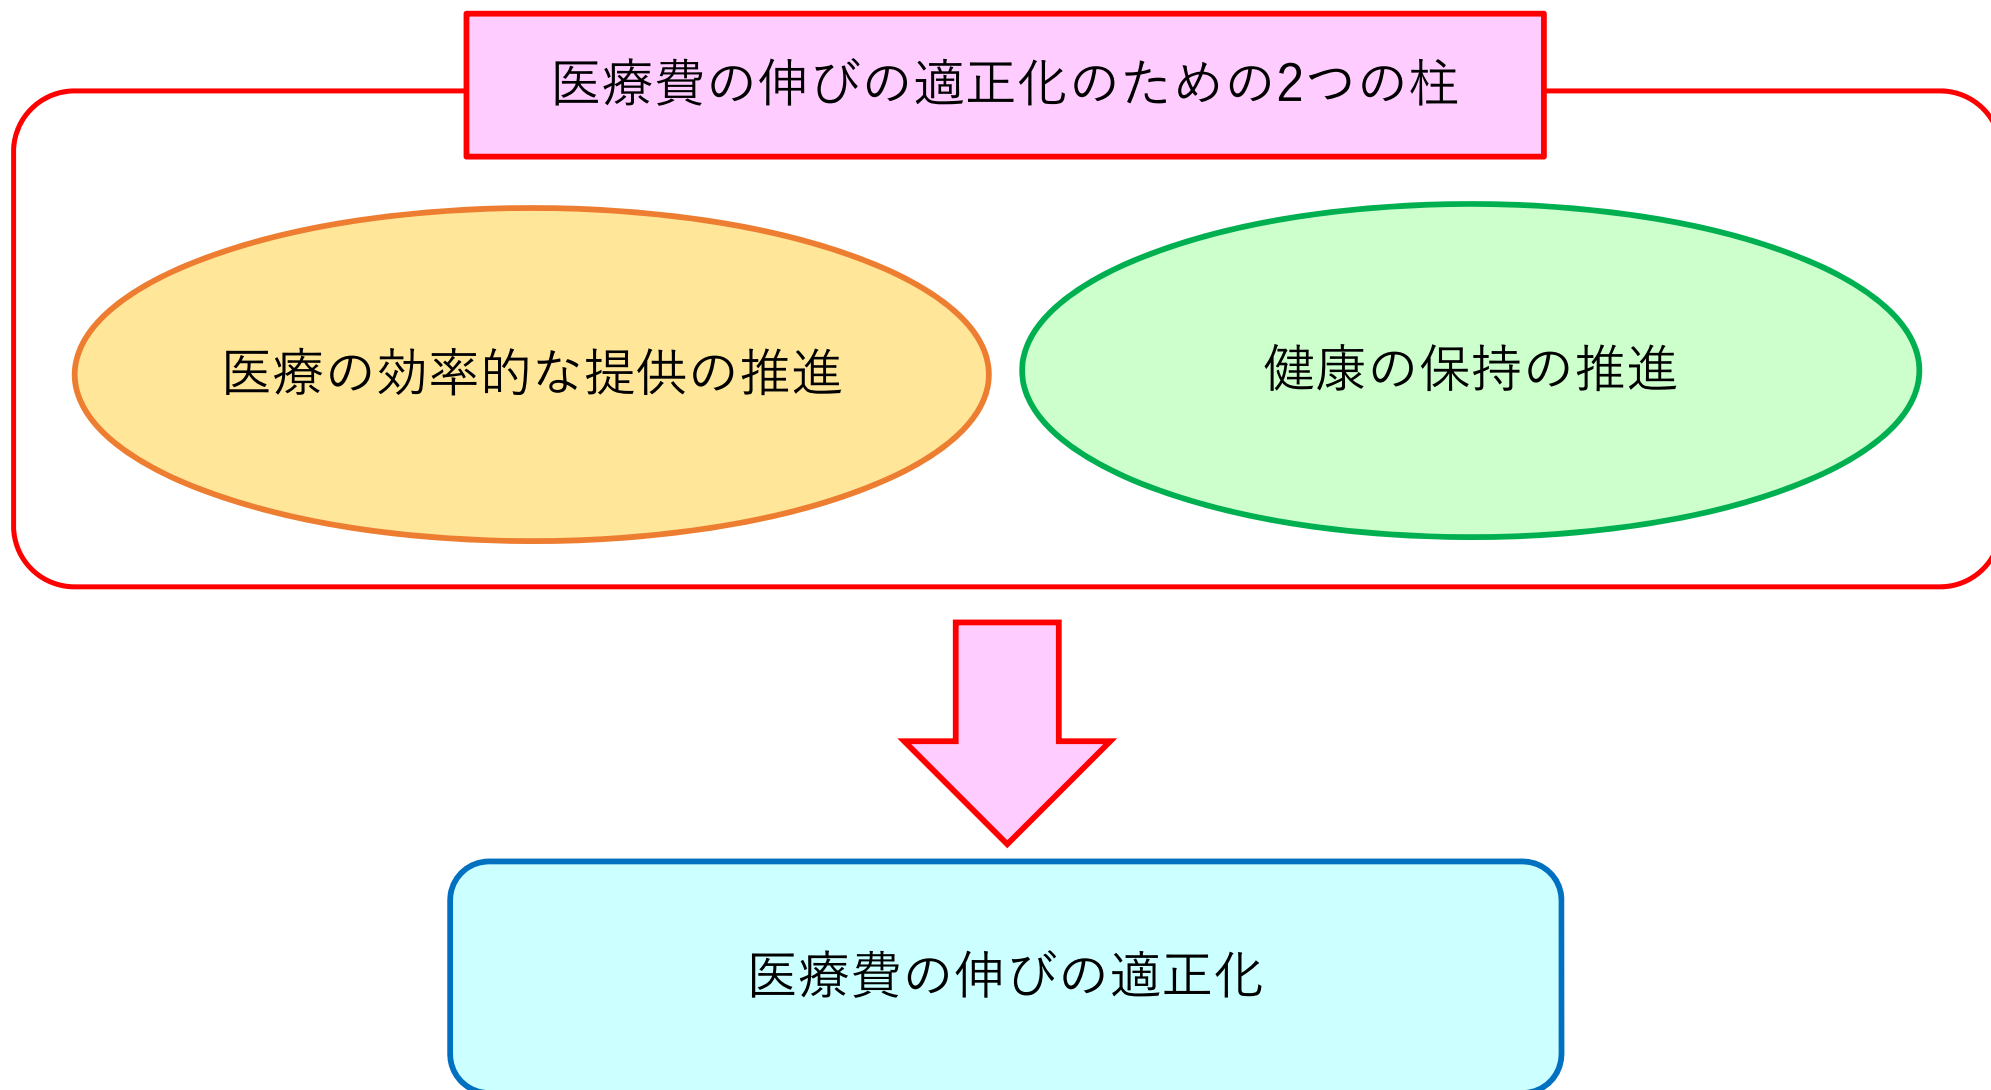 医療費の伸びの適正化のための2つの柱
医療の効率的な提供の推進
健康の保持の推進
医療費の伸びの適正化